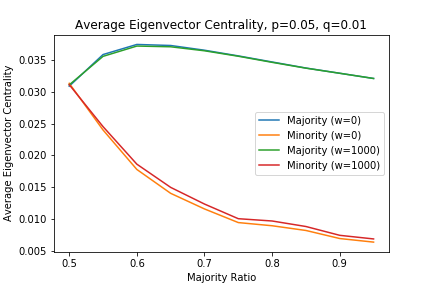 Average Eigenvector Centrality, p=0.05, q=0.01
Average Eigenvector Centrality
0.035
0.030
0.025
0.020
0.015
0.010
0.005
Majority (w=0)
Minority (w=0)
Majority (w=1000)
Minority (w=1000)
0.5 0.6 0.7 0.8 0.9
Majority Ratio